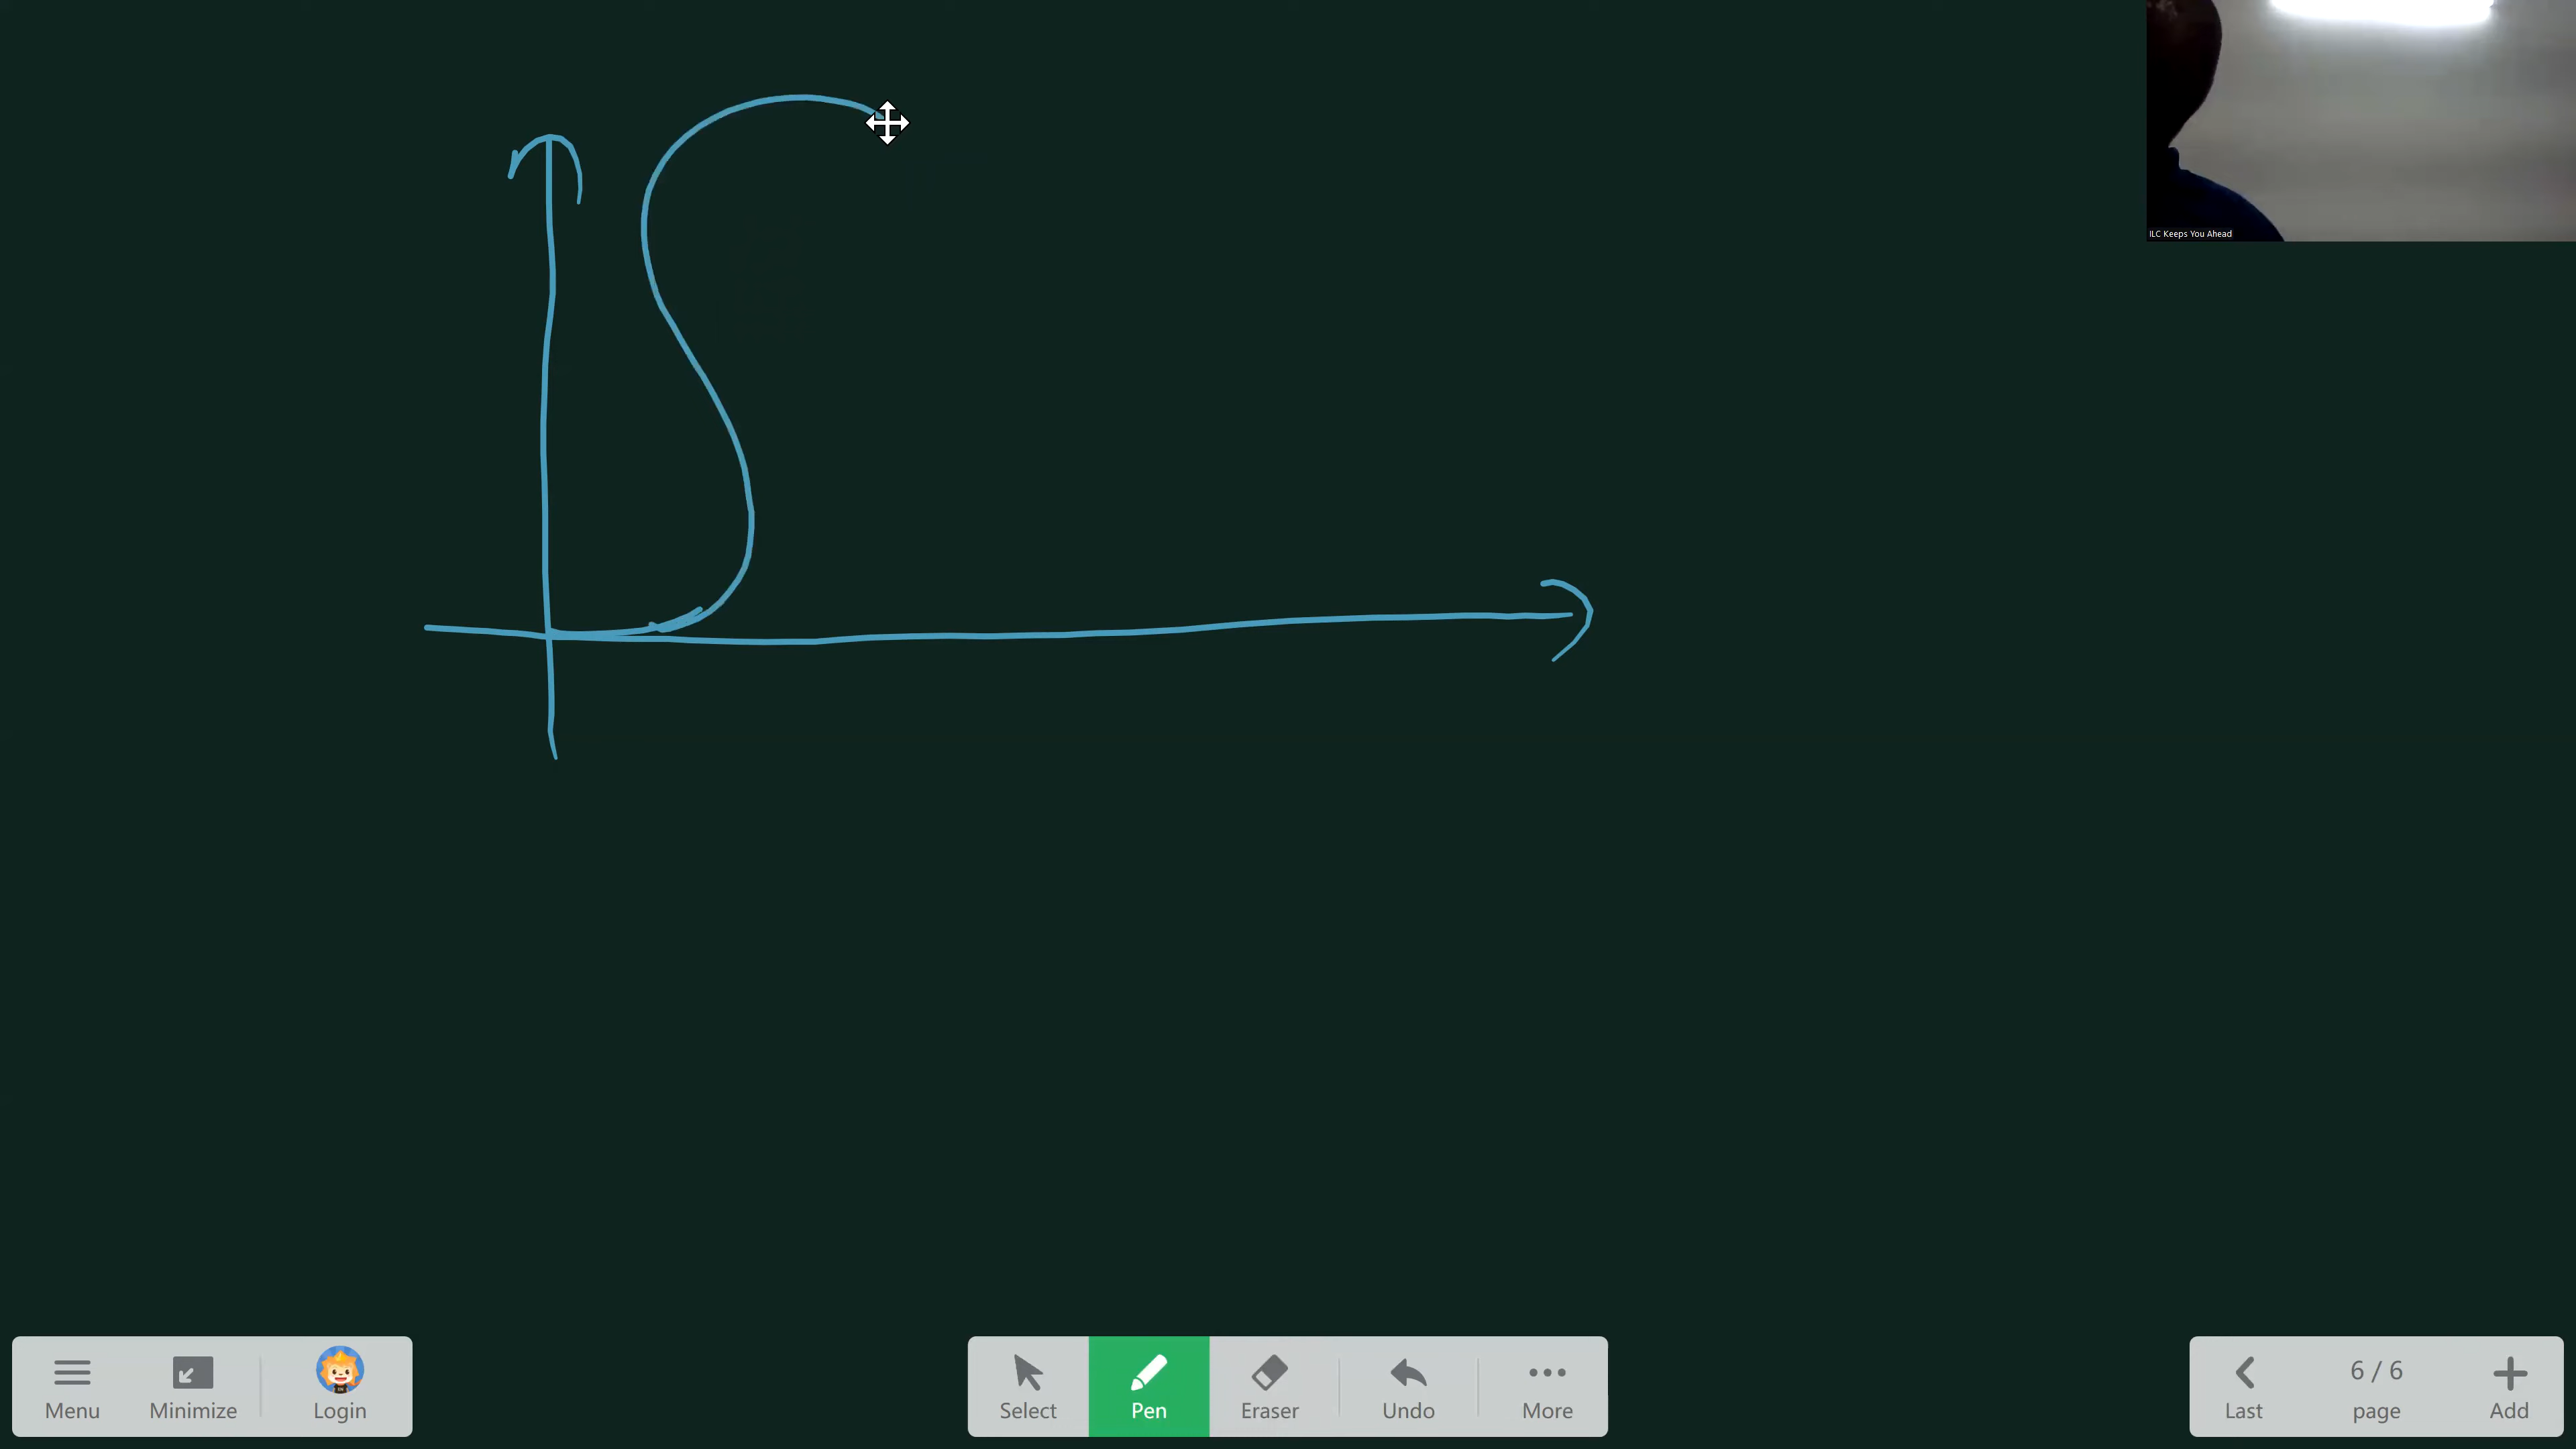 ILC Keeps You Ahead
Menu
Minimize
Login
Select
Pen
Eraser
Undo
More
Last
6 / 6
page
Add